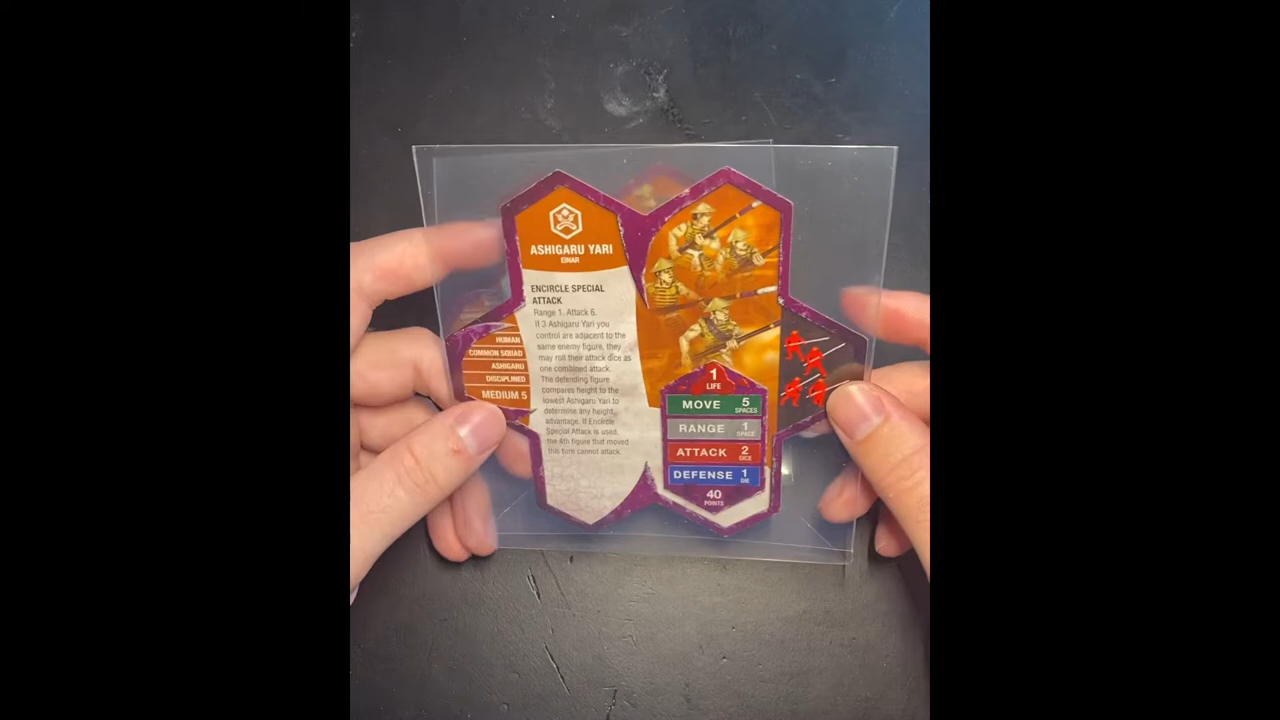 ASHIGARU YARI
EINAR
ENCIRCLE SPECIAL
ATTACK
Range 1. Attack 6.
If 3 Ashigaru Yari you
control are adjacent to the
same enemy figure, they
may roll their attack dice as
one combined attack.
The defending figure
compares height to the
lowest Ashigaru Yari to
determine any height
advantage. If Encircle
Special Attack is used,
the 4th figure that moved
this turn cannot attack.
HUMAN
COMMON SQUAD
ASHIGARU
DISCIPLINED
MEDIUM 5
1
LIFE
MOVE 5
SPACES
RANGE 1
SPACE
ATTACK 2
DICE
DEFENSE 1
DIE
40
POINTS